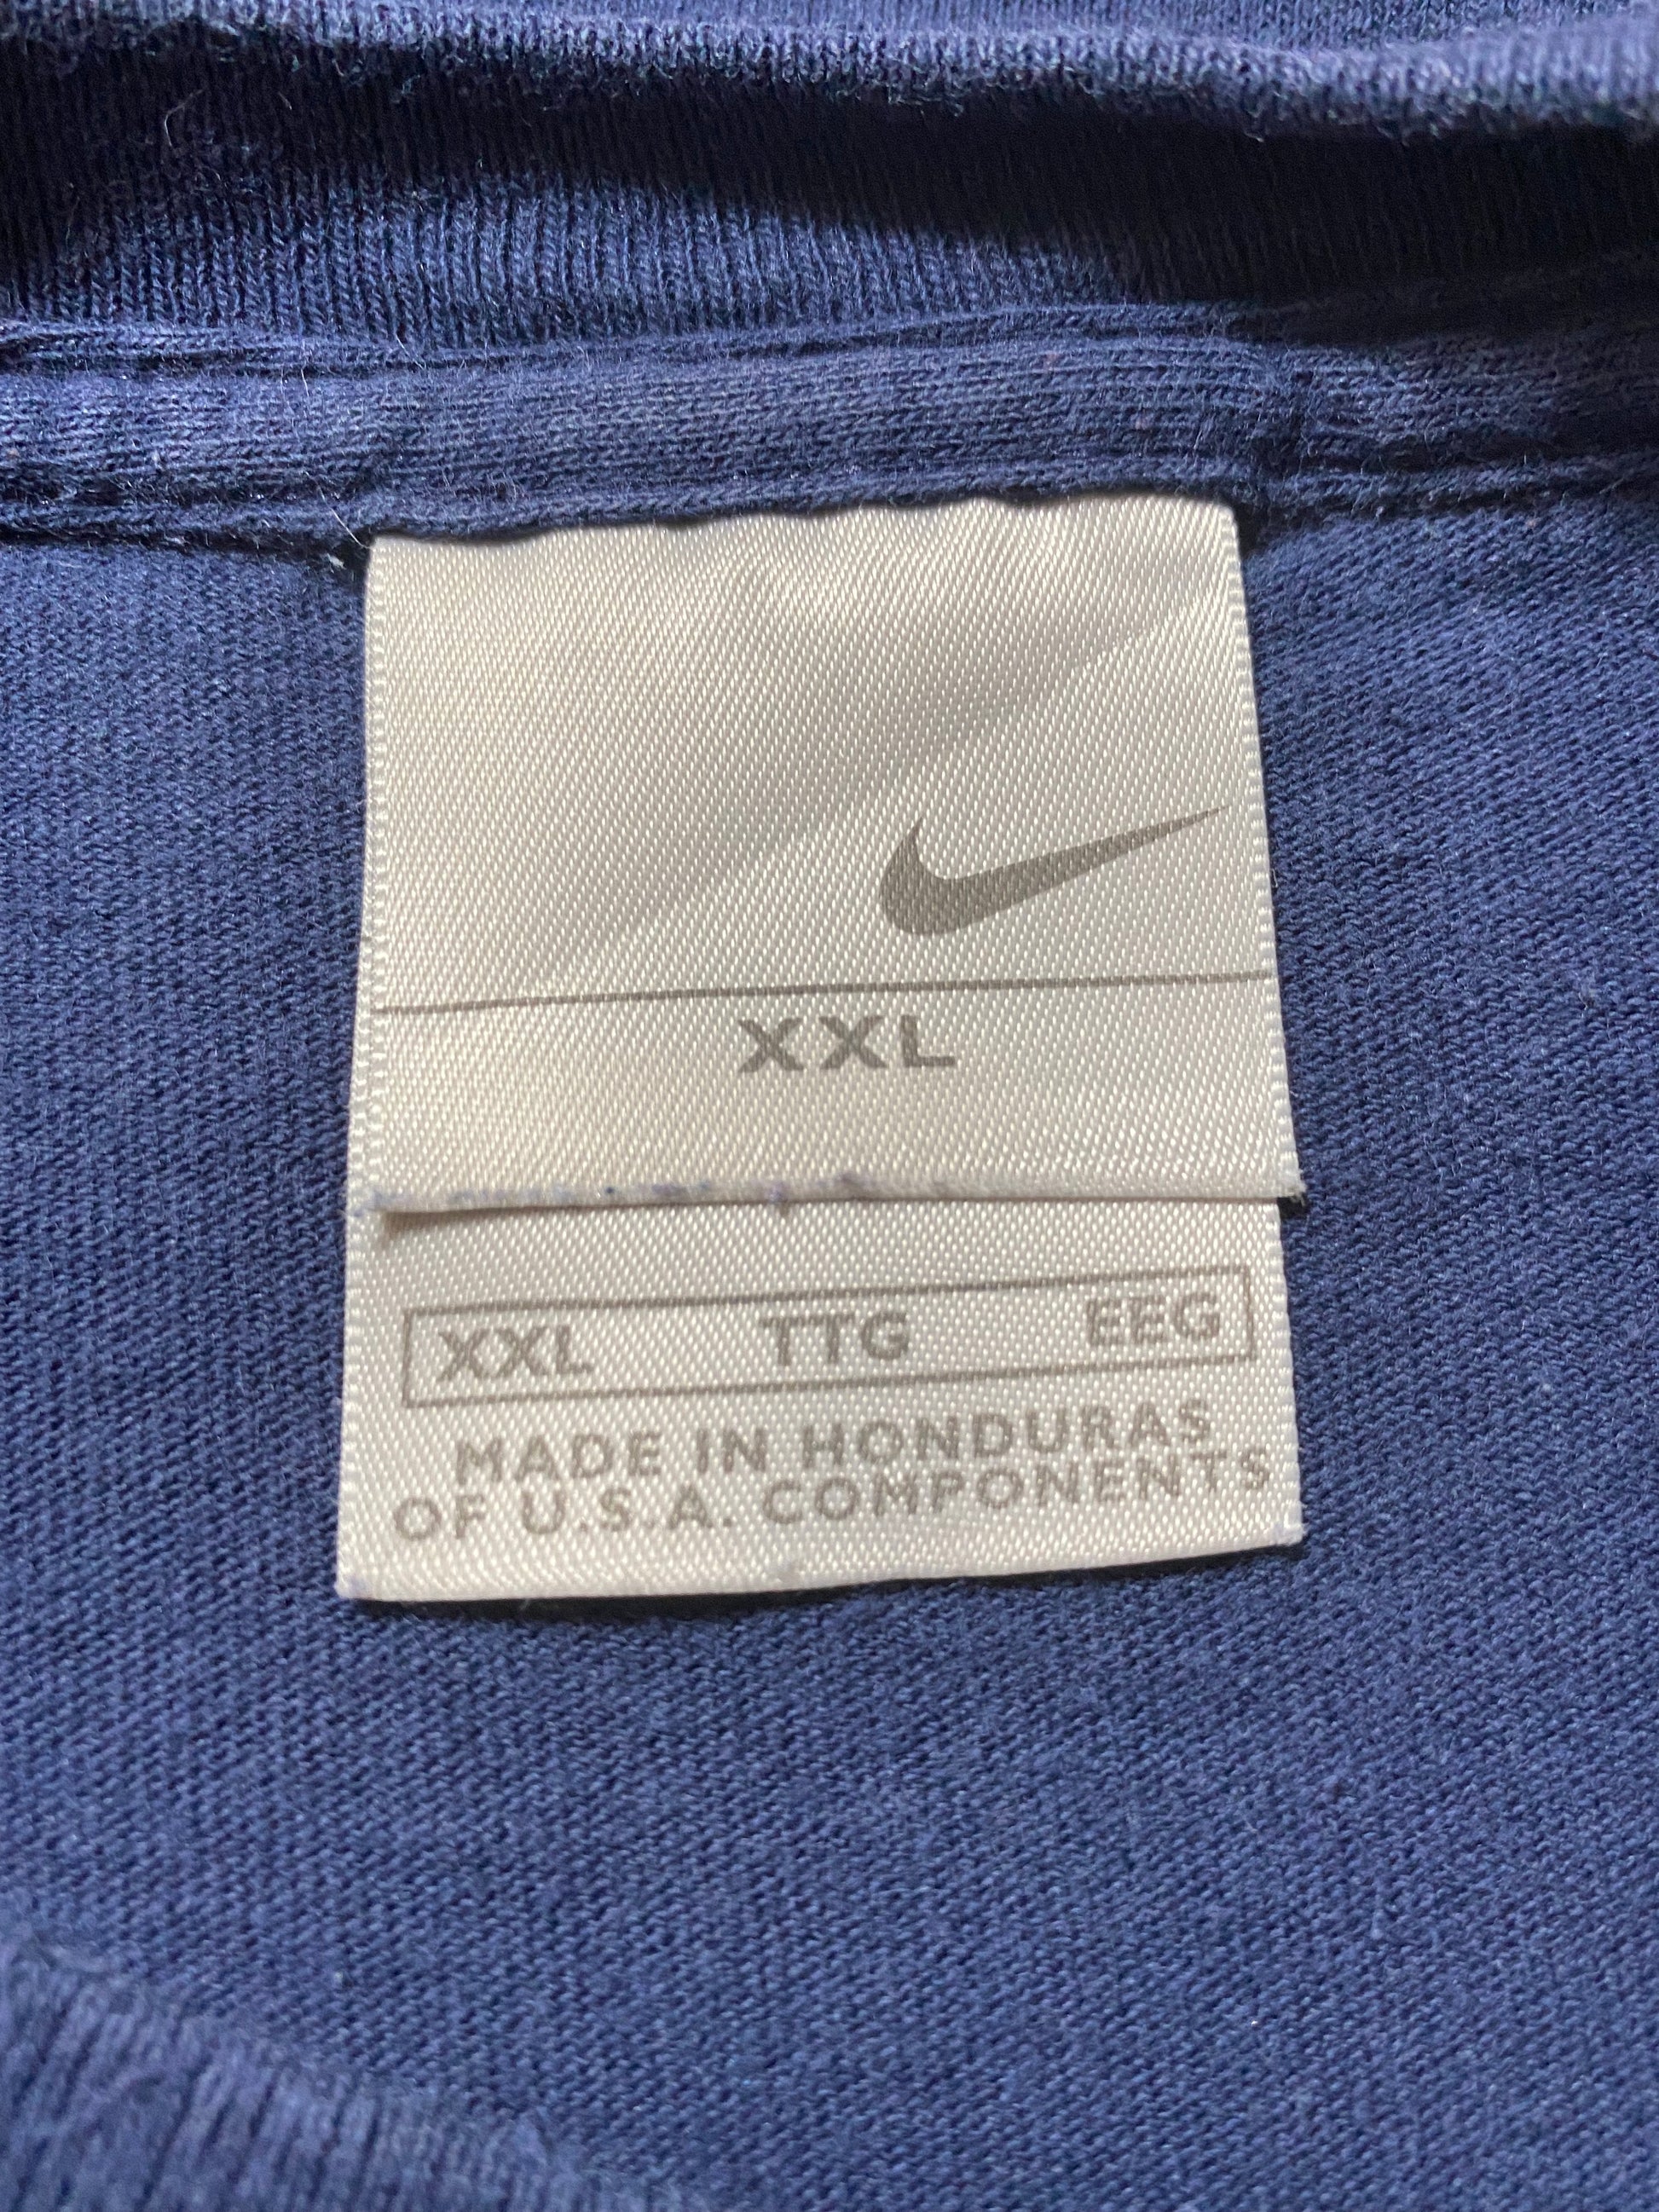 XXL
XXL TTG EEG
MADE IN HONDURAS
OF U.S.A. COMPONENTS